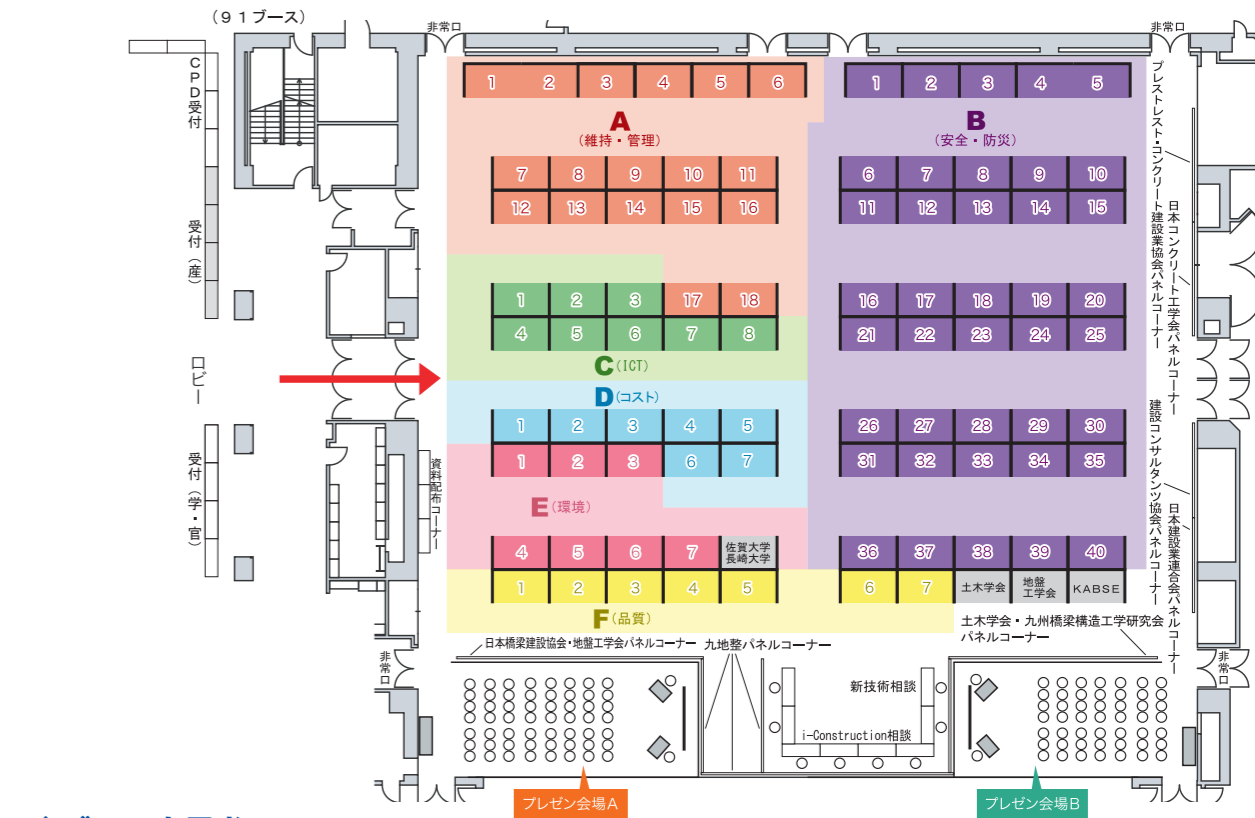 （９１ブース）
非常口
非常口
CPD受付
受付（産）
ロビー
受付（学・官）
1 2 3 4 5 6
A
（維持・管理）
7 8 9 10 11
12 13 14 15 16
17 18
1 2 3 4 5
B
（安全・防災）
6 7 8 9 10
11 12 13 14 15
16 17 18 19 20
21 22 23 24 25
26 27 28 29 30
31 32 33 34 35
36 37 38 39 40
1 2 3
4 5 6 7 8
C（ICT）
D（コスト）
1 2 3 4 5
6 7
1 2 3
E（環境）
4 5 6 7
佐賀大学
長崎大学
1 2 3 4 5
6 7
土木学会
地盤
工学会
KABSE
F（品質）
資料配布コーナー
プレストレスト・コンクリート建設業協会パネルコーナー
日本コンクリート工学会パネルコーナー
建設コンサルタンツ協会パネルコーナー
日本建設業連合会パネルコーナー
土木学会・九州橋梁構造工学研究会
パネルコーナー
日本橋梁建設協会・地盤工学会パネルコーナー
九地整パネルコーナー
非常口
非常口
新技術相談
i-Construction相談
プレゼン会場A
プレゼン会場B